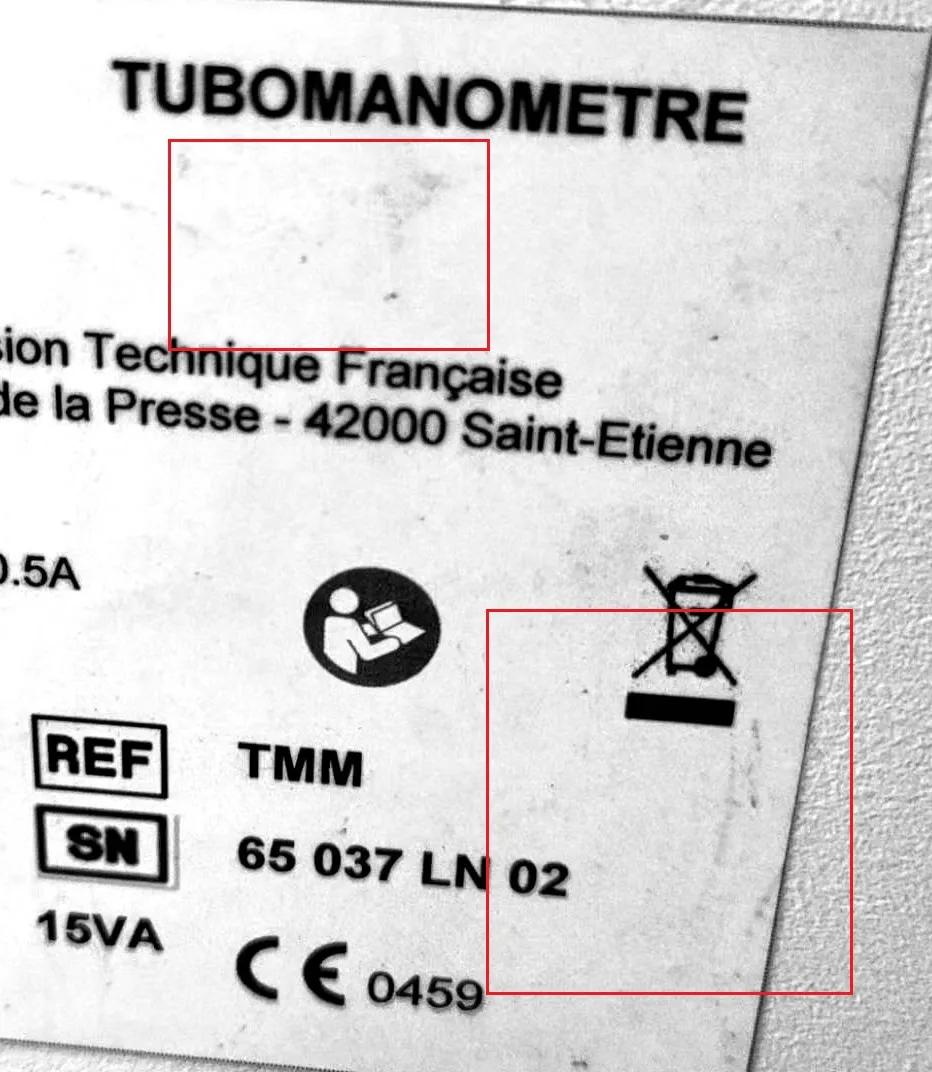 TUBOMANOMETRE
sion Technique Française
de la Presse - 42000 Saint-Etienne
0.5A
REF TMM
SN 65 037 LN 02
15VA
CE 0459